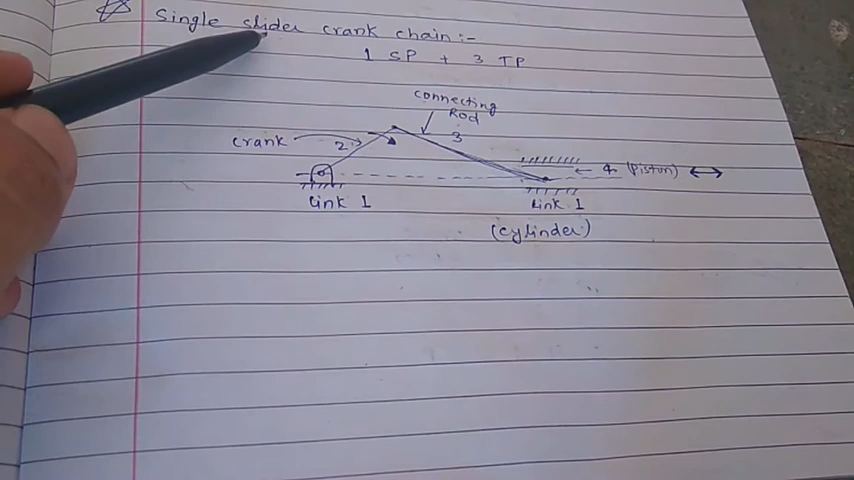 Single slider crank chain:-
1 SP + 3 TP
connecting
Rod
crank
2
3
4 (Piston)
Link 1
Link 1
(cylinder)